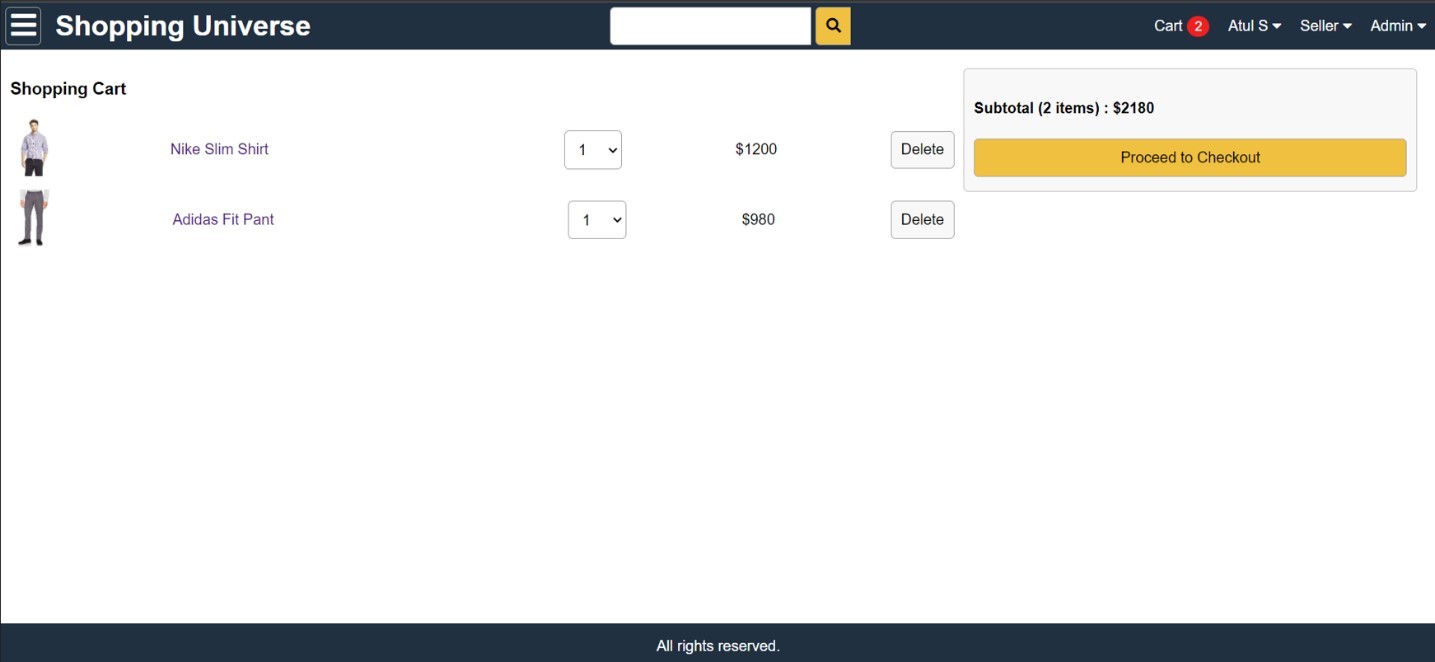 Shopping Universe
Cart 2 Atul S Seller Admin
Shopping Cart
Nike Slim Shirt 1 $1200 Delete
Adidas Fit Pant 1 $980 Delete
Subtotal (2 items) : $2180
Proceed to Checkout
All rights reserved.